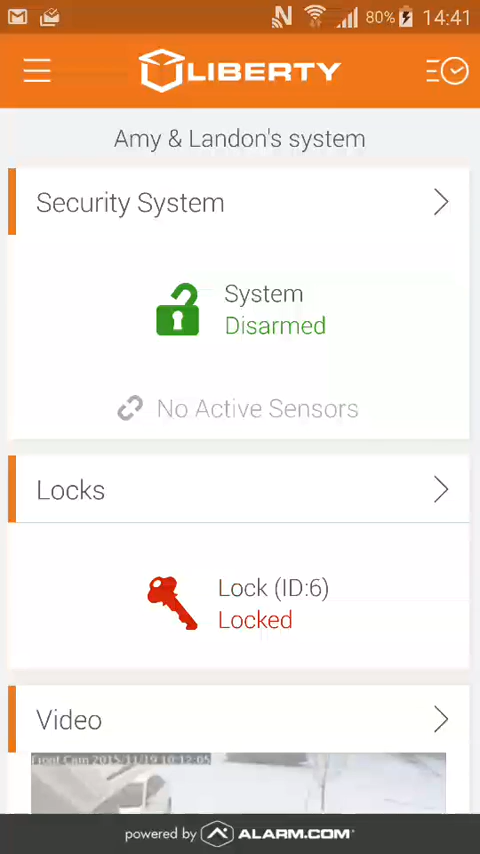 80% 14:41
LIBERTY
Amy & Landon's system
Security System
System
Disarmed
No Active Sensors
Locks
Lock (ID:6)
Locked
Video
Front Cam 2015/11/19 10:12:05
powered by ALARM.COM